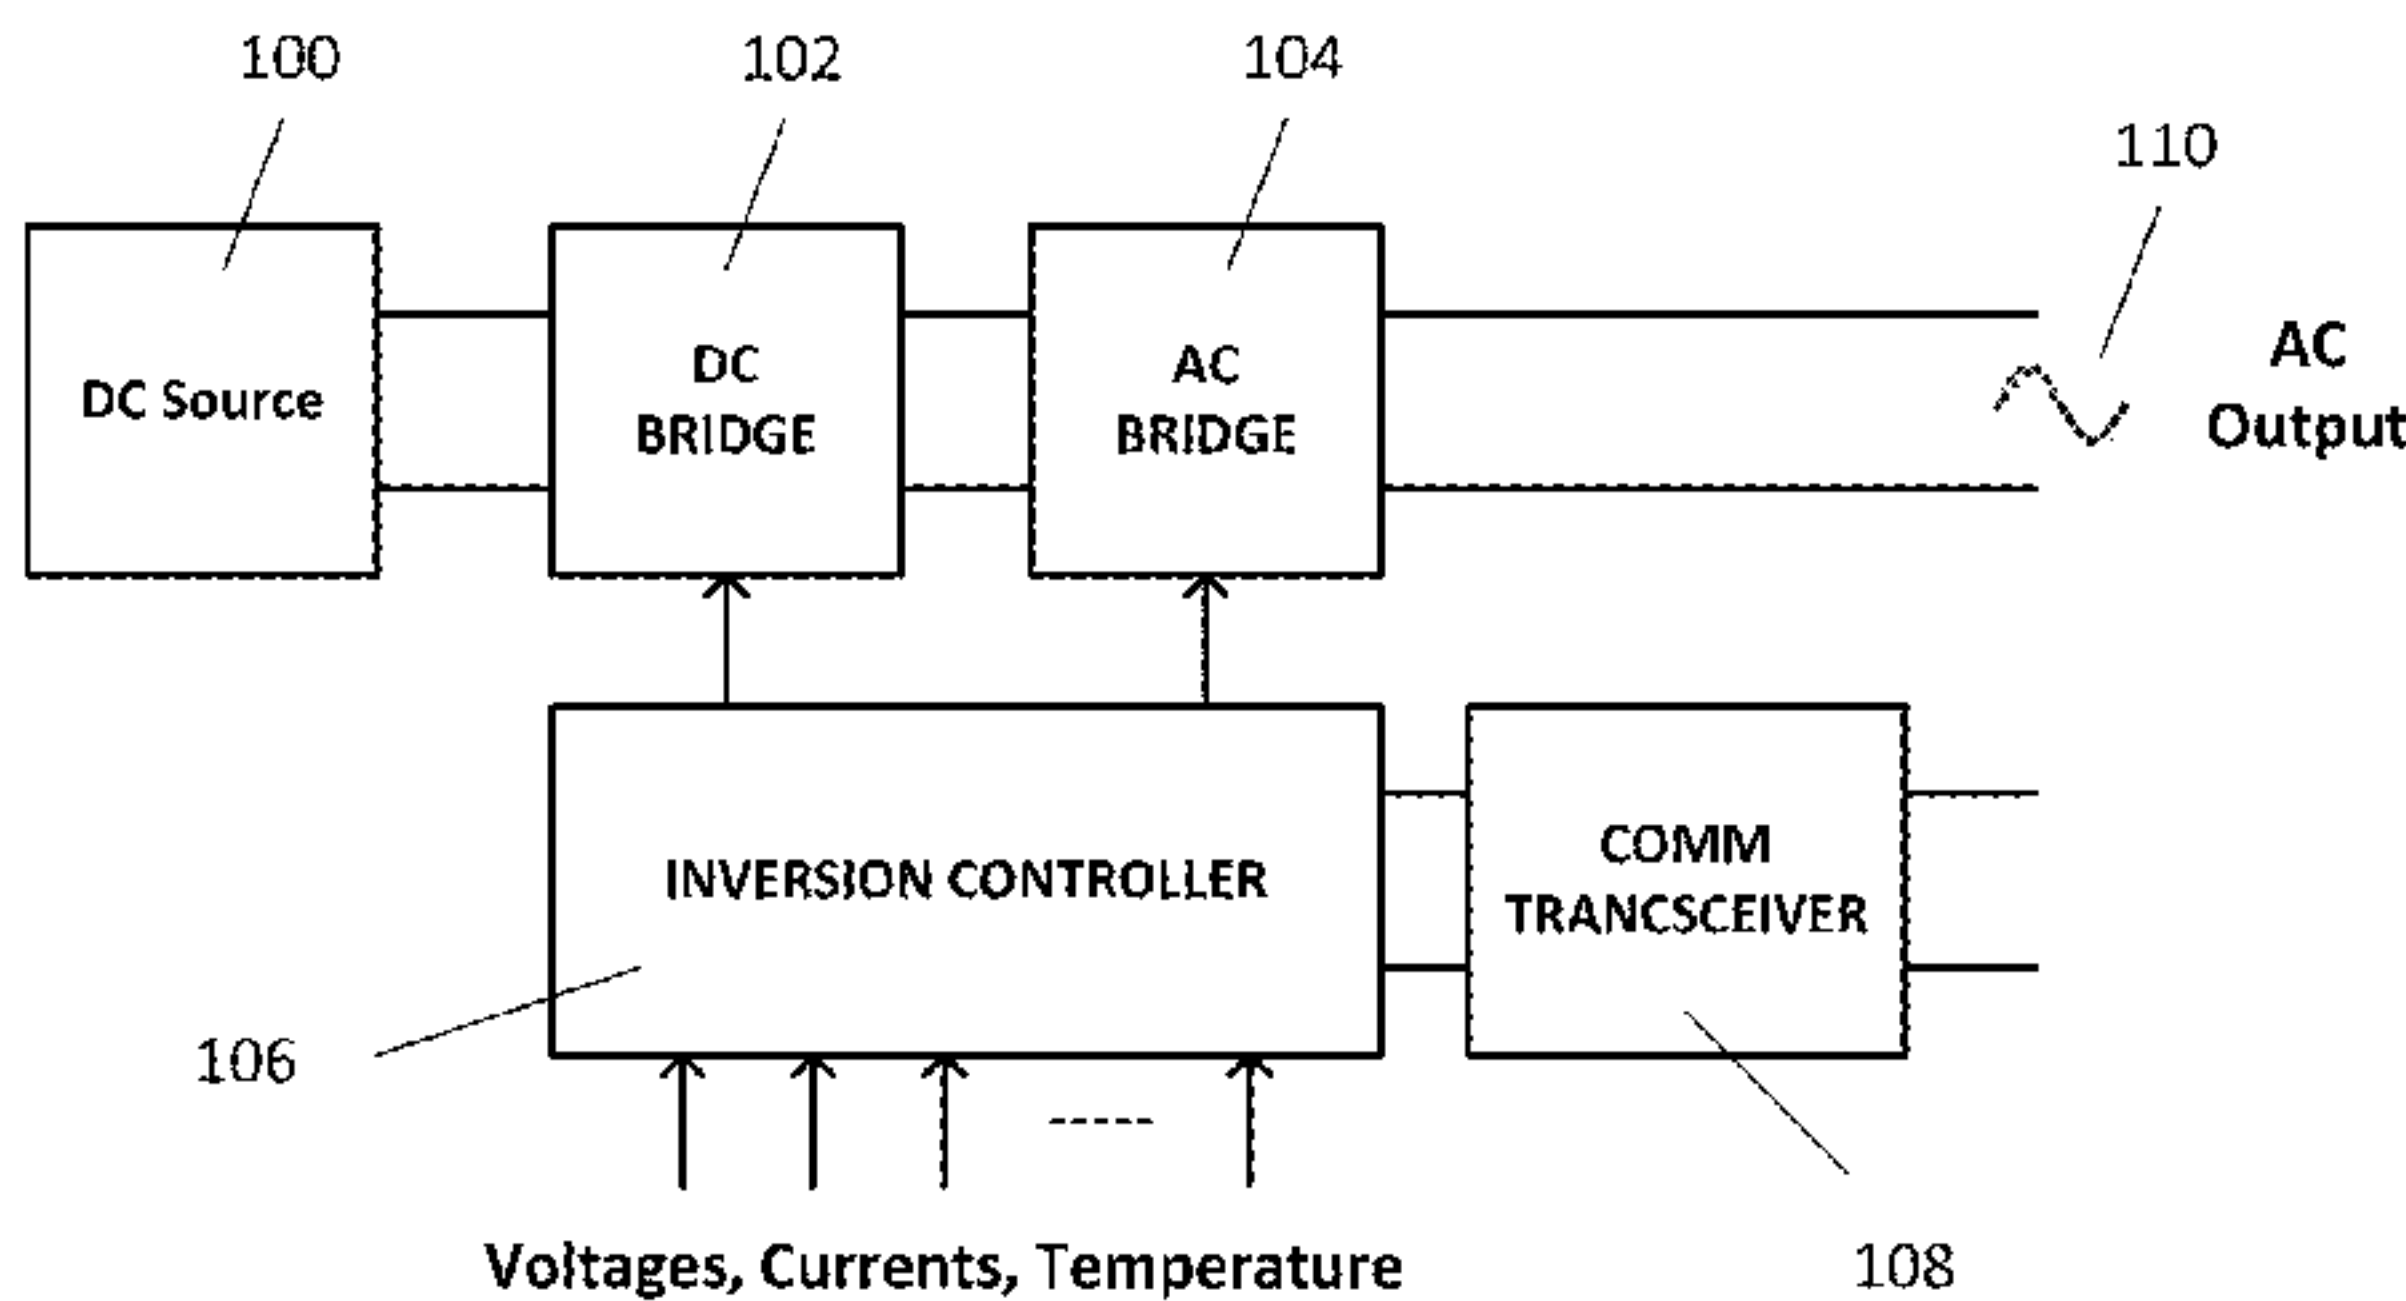 100
102
104
110
DC Source
DC
BRIDGE
AC
BRIDGE
AC
Output
INVERSION CONTROLLER
COMM
TRANCSCEIVER
106
108
Voltages, Currents, Temperature